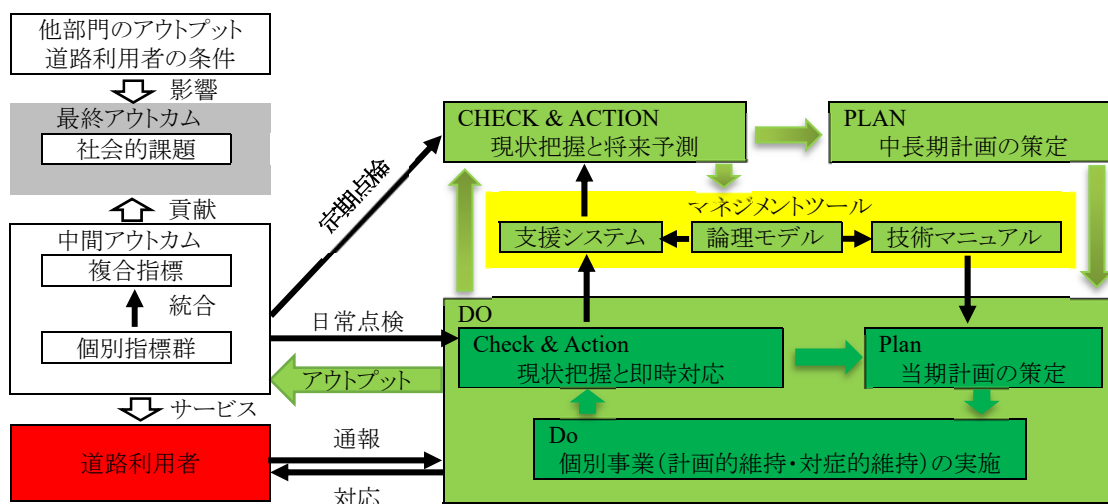 他部門のアウトプット
道路利用者の条件
影響
最終アウトカム
社会的課題
貢献
中間アウトカム
複合指標
統合
個別指標群
サービス
道路利用者
定期点検
日常点検
アウトプット
通報
対応
CHECK & ACTION
現状把握と将来予測
PLAN
中長期計画の策定
マネジメントツール
支援システム
論理モデル
技術マニュアル
DO
Check & Action
現状把握と即時対応
Plan
当期計画の策定
Do
個別事業(計画的維持・対症的維持)の実施